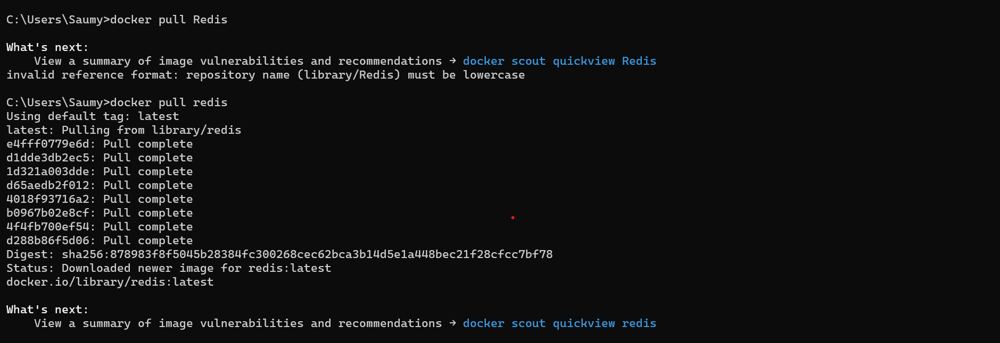 C:\Users\Saumy>docker pull Redis
What's next:
View a summary of image vulnerabilities and recommendations → docker scout quickview Redis
invalid reference format: repository name (library/Redis) must be lowercase
C:\Users\Saumy>docker pull redis
Using default tag: latest
latest: Pulling from library/redis
e4fff0779e6d: Pull complete
d1dde3db2ec5: Pull complete
1d321a003dde: Pull complete
d65aedb2f012: Pull complete
4018f93716a2: Pull complete
b0967b02e8cf: Pull complete
4f4fb700ef54: Pull complete
d288b86f5d06: Pull complete
Digest: sha256:878983f8f5045b28384fc300268cec62bca3b14d5e1a448bec21f28cfcc7bf78
Status: Downloaded newer image for redis:latest
docker.io/library/redis:latest
What's next:
View a summary of image vulnerabilities and recommendations → docker scout quickview redis